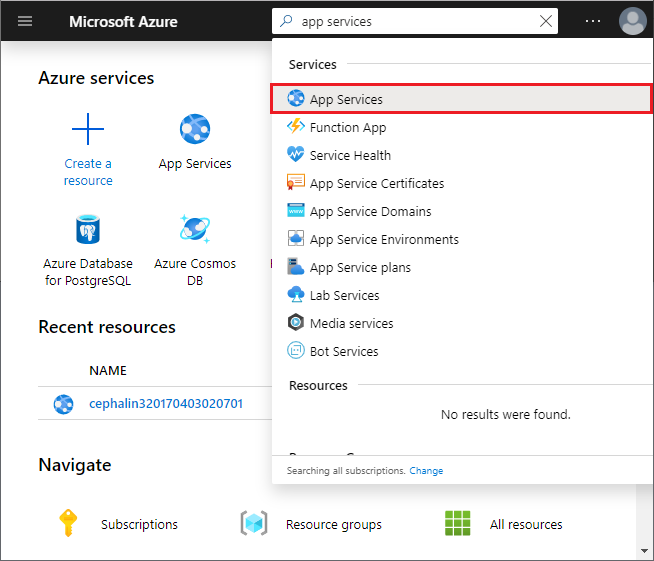 Microsoft Azure
app services
Azure services
Create a
resource
App Services
Azure Database
for PostgreSQL
Azure Cosmos
DB
Recent resources
NAME
cephalin320170403020701
Navigate
Subscriptions
Resource groups
All resources
Services
App Services
Function App
Service Health
App Service Certificates
App Service Domains
App Service Environments
App Service plans
Lab Services
Media services
Bot Services
Resources
No results were found.
Searching all subscriptions. Change